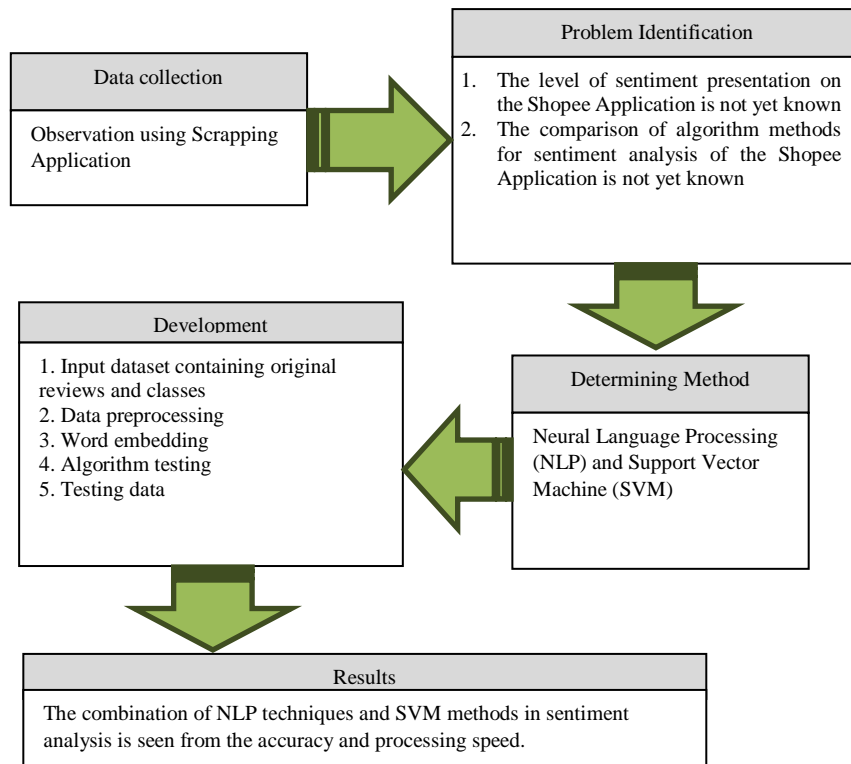 Data collection
Observation using Scrapping
Application
Problem Identification
1. The level of sentiment presentation on
the Shopee Application is not yet known
2. The comparison of algorithm methods
for sentiment analysis of the Shopee
Application is not yet known
Determining Method
Neural Language Processing
(NLP) and Support Vector
Machine (SVM)
Development
1. Input dataset containing original
reviews and classes
2. Data preprocessing
3. Word embedding
4. Algorithm testing
5. Testing data
Results
The combination of NLP techniques and SVM methods in sentiment
analysis is seen from the accuracy and processing speed.